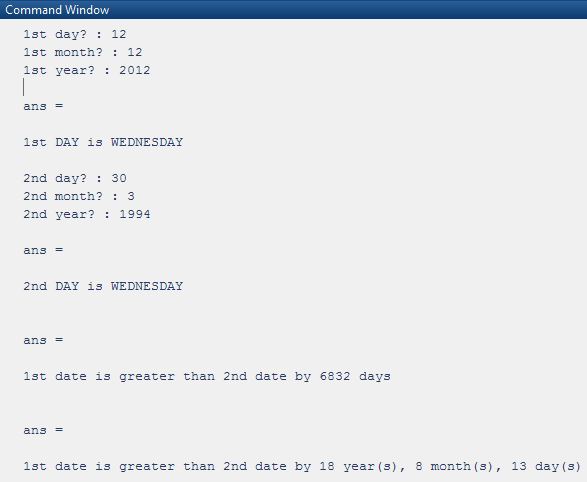 Command Window
1st day? : 12
1st month? : 12
1st year? : 2012
ans =
1st DAY is WEDNESDAY
2nd day? : 30
2nd month? : 3
2nd year? : 1994
ans =
2nd DAY is WEDNESDAY
ans =
1st date is greater than 2nd date by 6832 days
ans =
1st date is greater than 2nd date by 18 year(s), 8 month(s), 13 day(s)